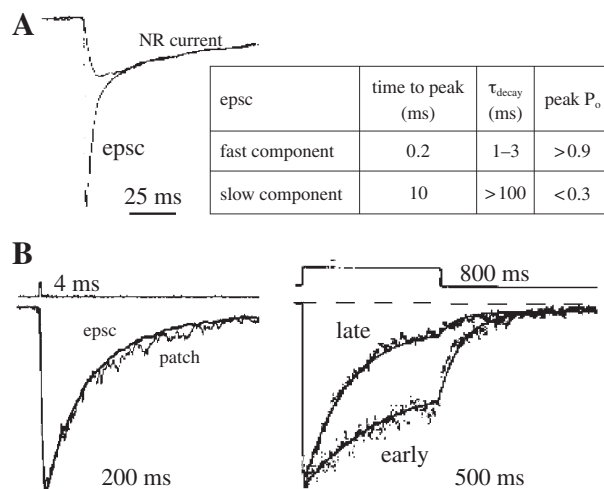 A
NR current
epsc
25 ms
epsc time to peak (ms) τdecay (ms) peak Po
fast component 0.2 1–3 >0.9
slow component 10 >100 <0.3
B
4 ms
epsc
patch
200 ms
800 ms
late
early
500 ms